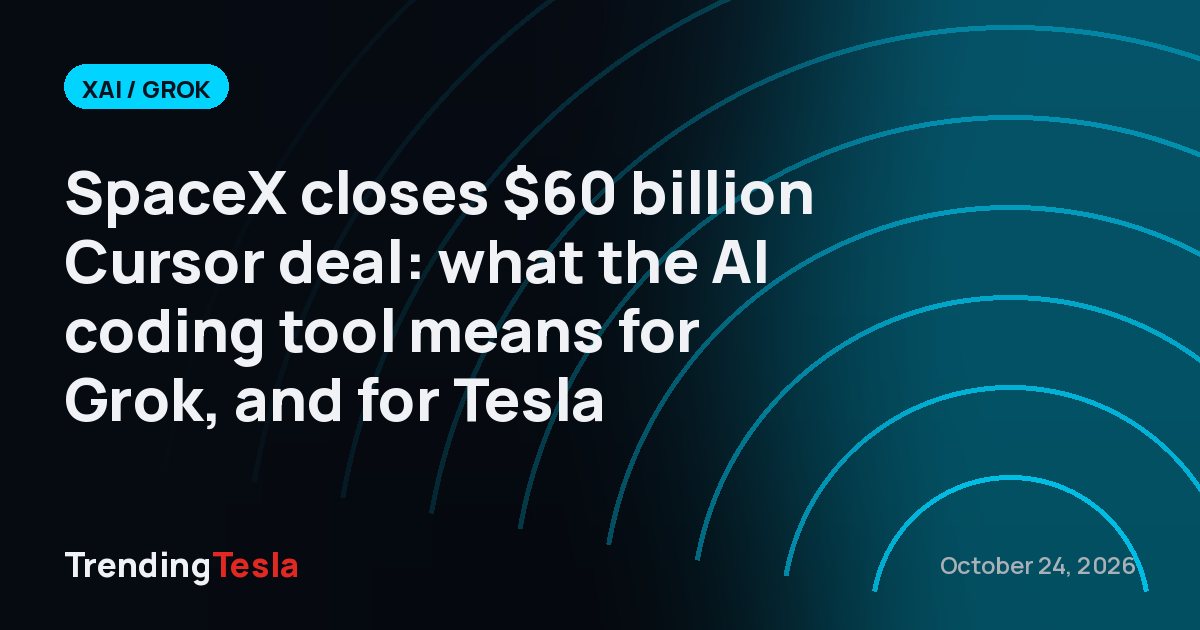 XAI / GROK
SpaceX closes $60 billion
Cursor deal: what the AI
coding tool means for
Grok, and for Tesla
TrendingTesla
October 24, 2026